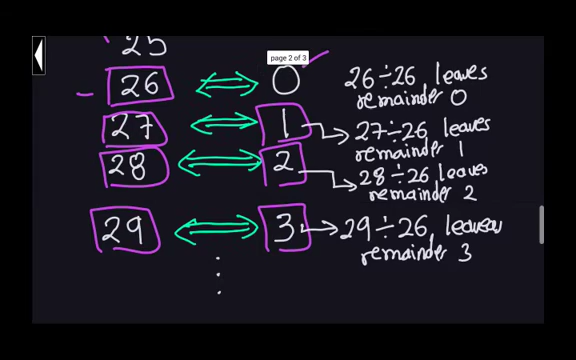 25
page 2 of 3
26 ⟺ 0 26÷26 leaves
remainder 0
27 ⟺ 1 → 27÷26, leaves
remainder 1
28 ⟺ 2 → 28÷26, leaves
remainder 2
29 ⟺ 3 → 29÷26, leaves
remainder 3